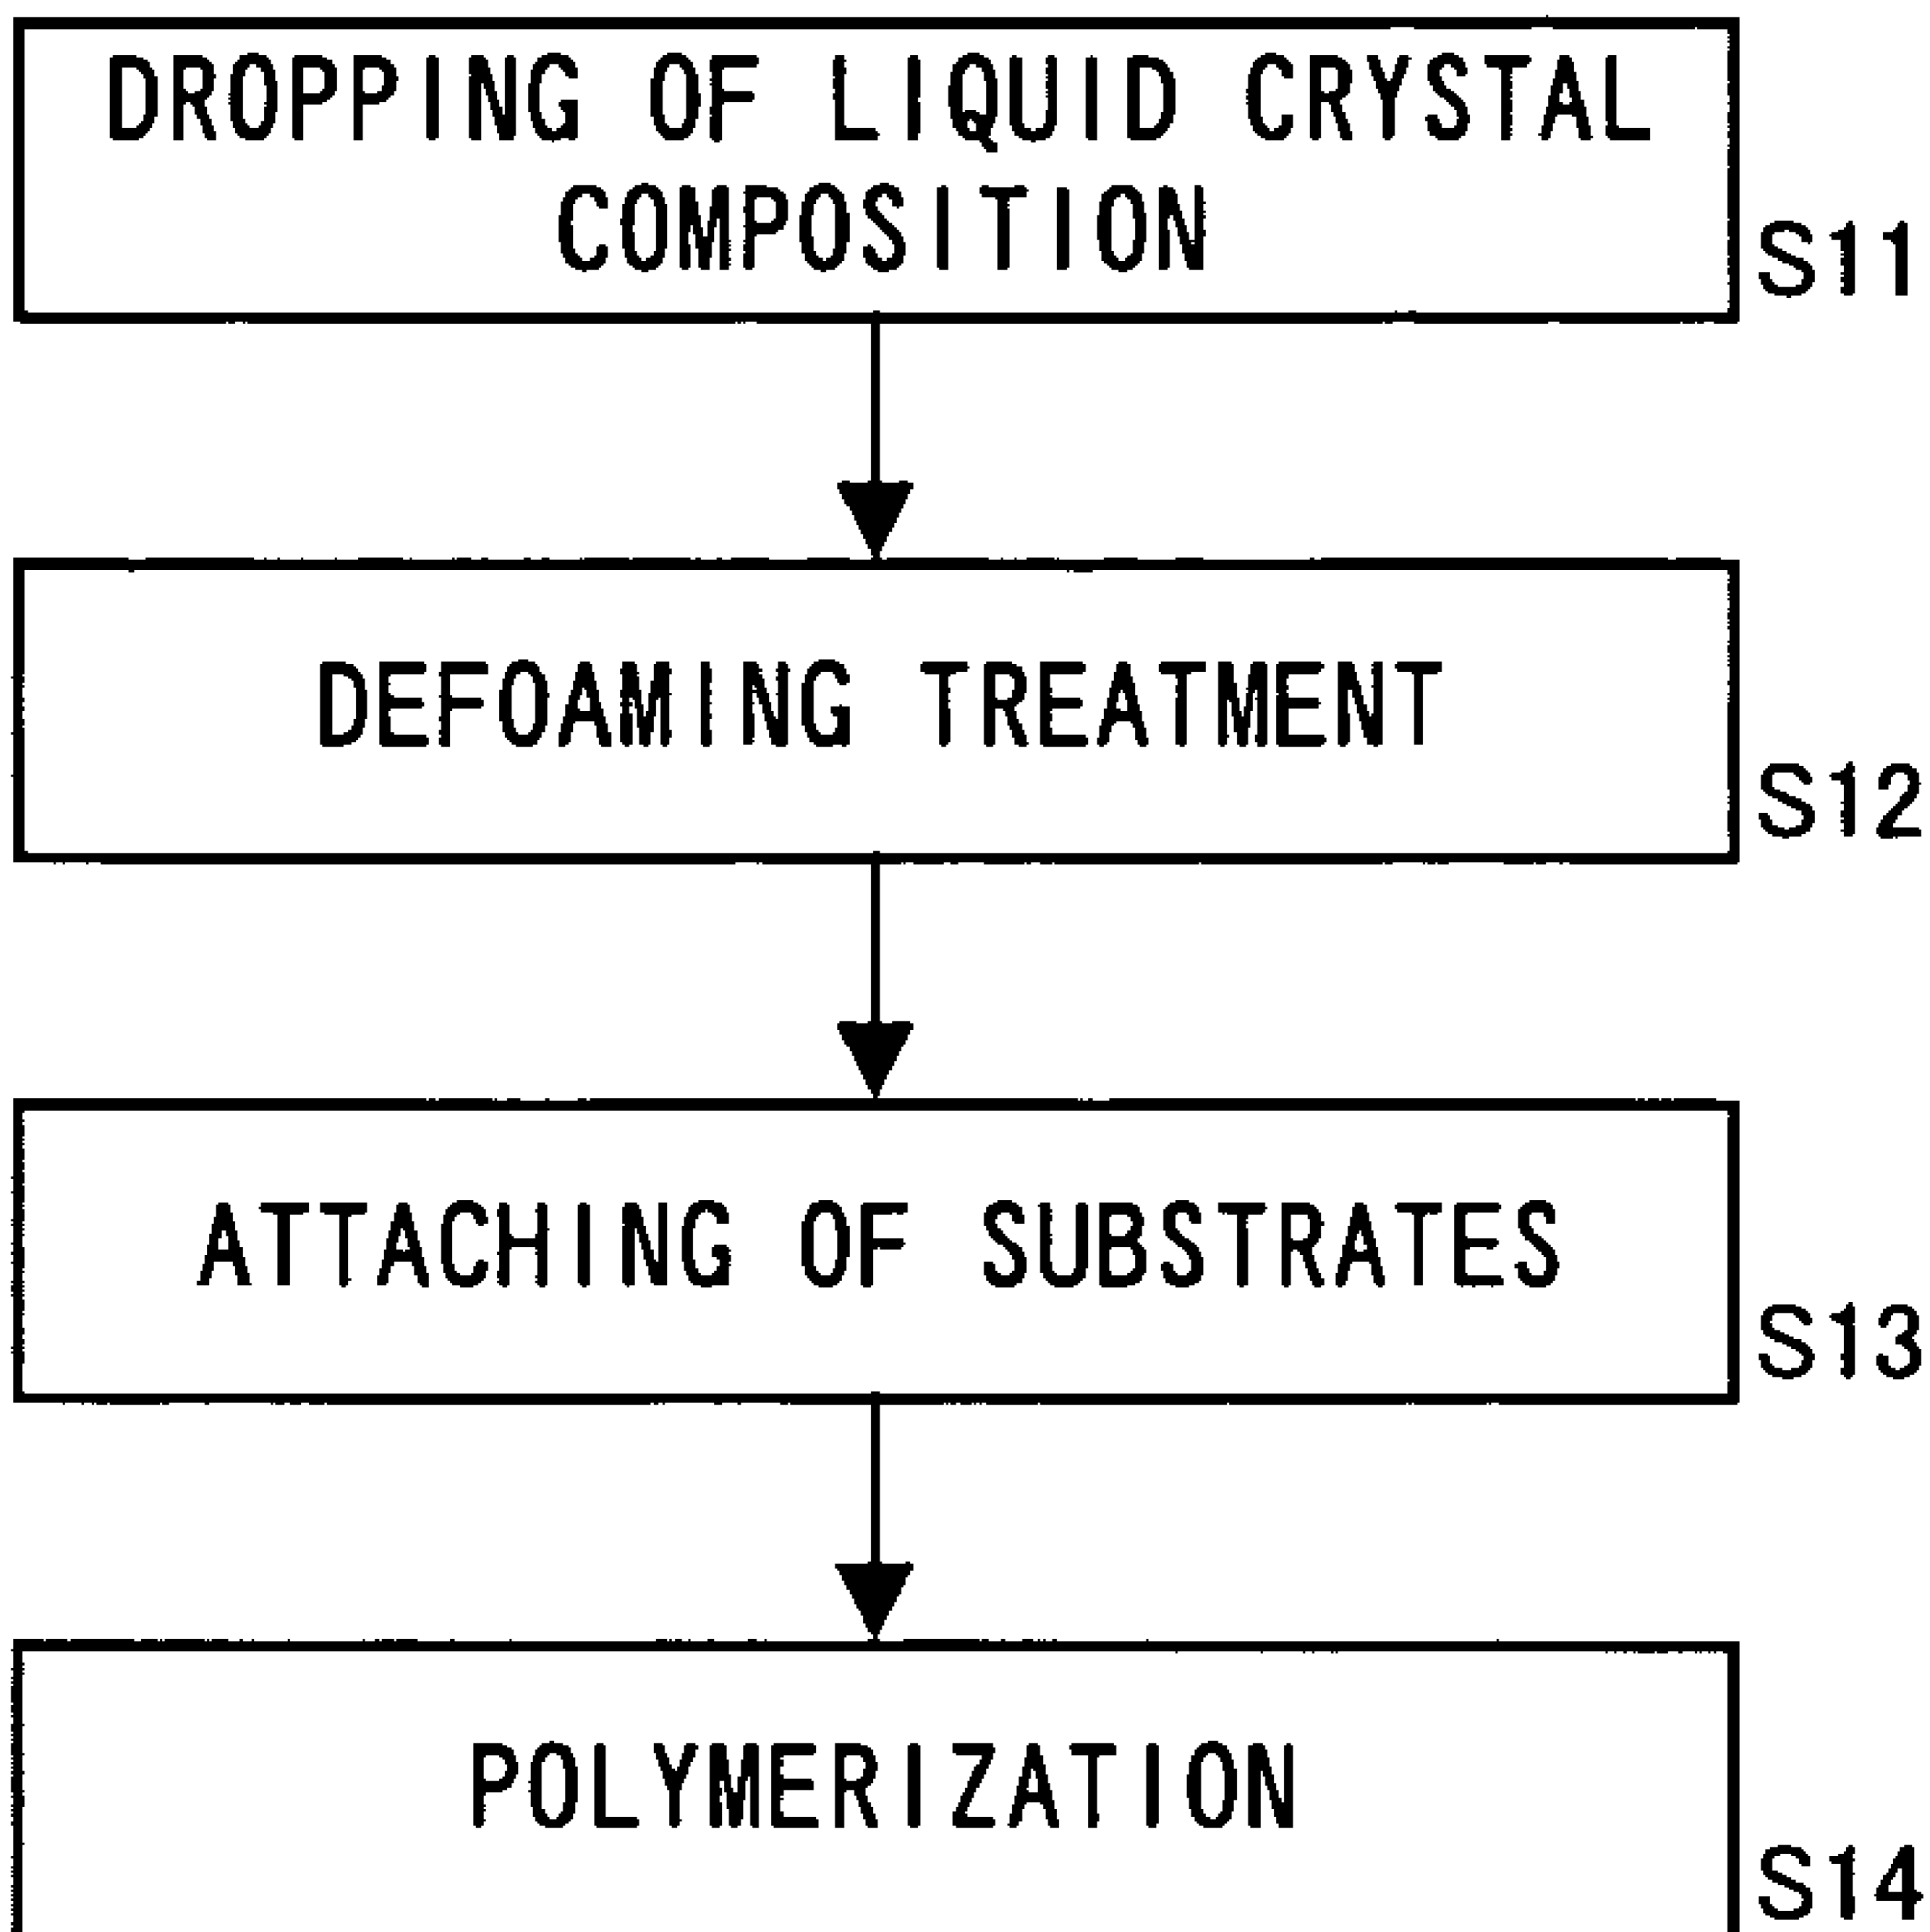 DROPPING OF LIQUID CRYSTAL
COMPOSITION
S11
DEFOAMING TREATMENT
S12
ATTACHING OF SUBSTRATES
S13
POLYMERIZATION
S14